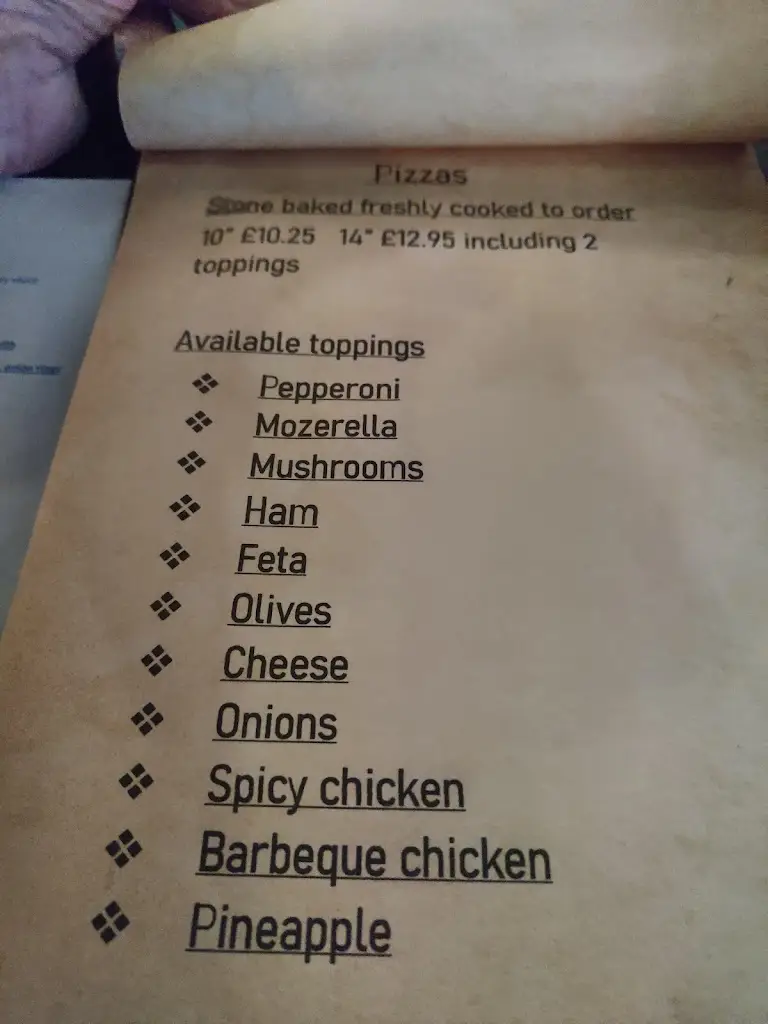 Pizzas
Stone baked freshly cooked to order
10" £10.25 14" £12.95 including 2
toppings
Available toppings
❖ Pepperoni
❖ Mozerella
❖ Mushrooms
❖ Ham
❖ Feta
❖ Olives
❖ Cheese
❖ Onions
❖ Spicy chicken
❖ Barbeque chicken
❖ Pineapple